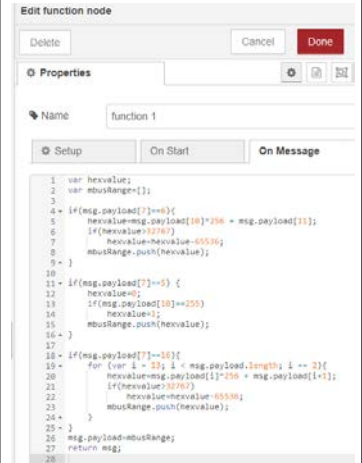 Edit function node
Delete Cancel Done
Properties
Name function 1
Setup On Start On Message
1 var hexvalue;
2 var mbusRange=[];
3
4 if(msg.payload[7]==6){
5 hexvalue=msg.payload[10]*256 + msg.payload[11];
6 if(hexvalue>32767)
7 hexvalue=hexvalue-65536;
8 mbusRange.push(hexvalue);
9 }
10
11 if(msg.payload[7]==5) {
12 hexvalue=0;
13 if(msg.payload[10]==255)
14 hexvalue=1;
15 mbusRange.push(hexvalue);
16 }
17
18 if(msg.payload[7]==16){
19 for (var i = 13; i < msg.payload.length; i += 2){
20 hexvalue=msg.payload[i]*256 + msg.payload[i+1];
21 if(hexvalue>32767)
22 hexvalue=hexvalue-65536;
23 mbusRange.push(hexvalue);
24 }
25 }
26 msg.payload=mbusRange;
27 return msg;
28